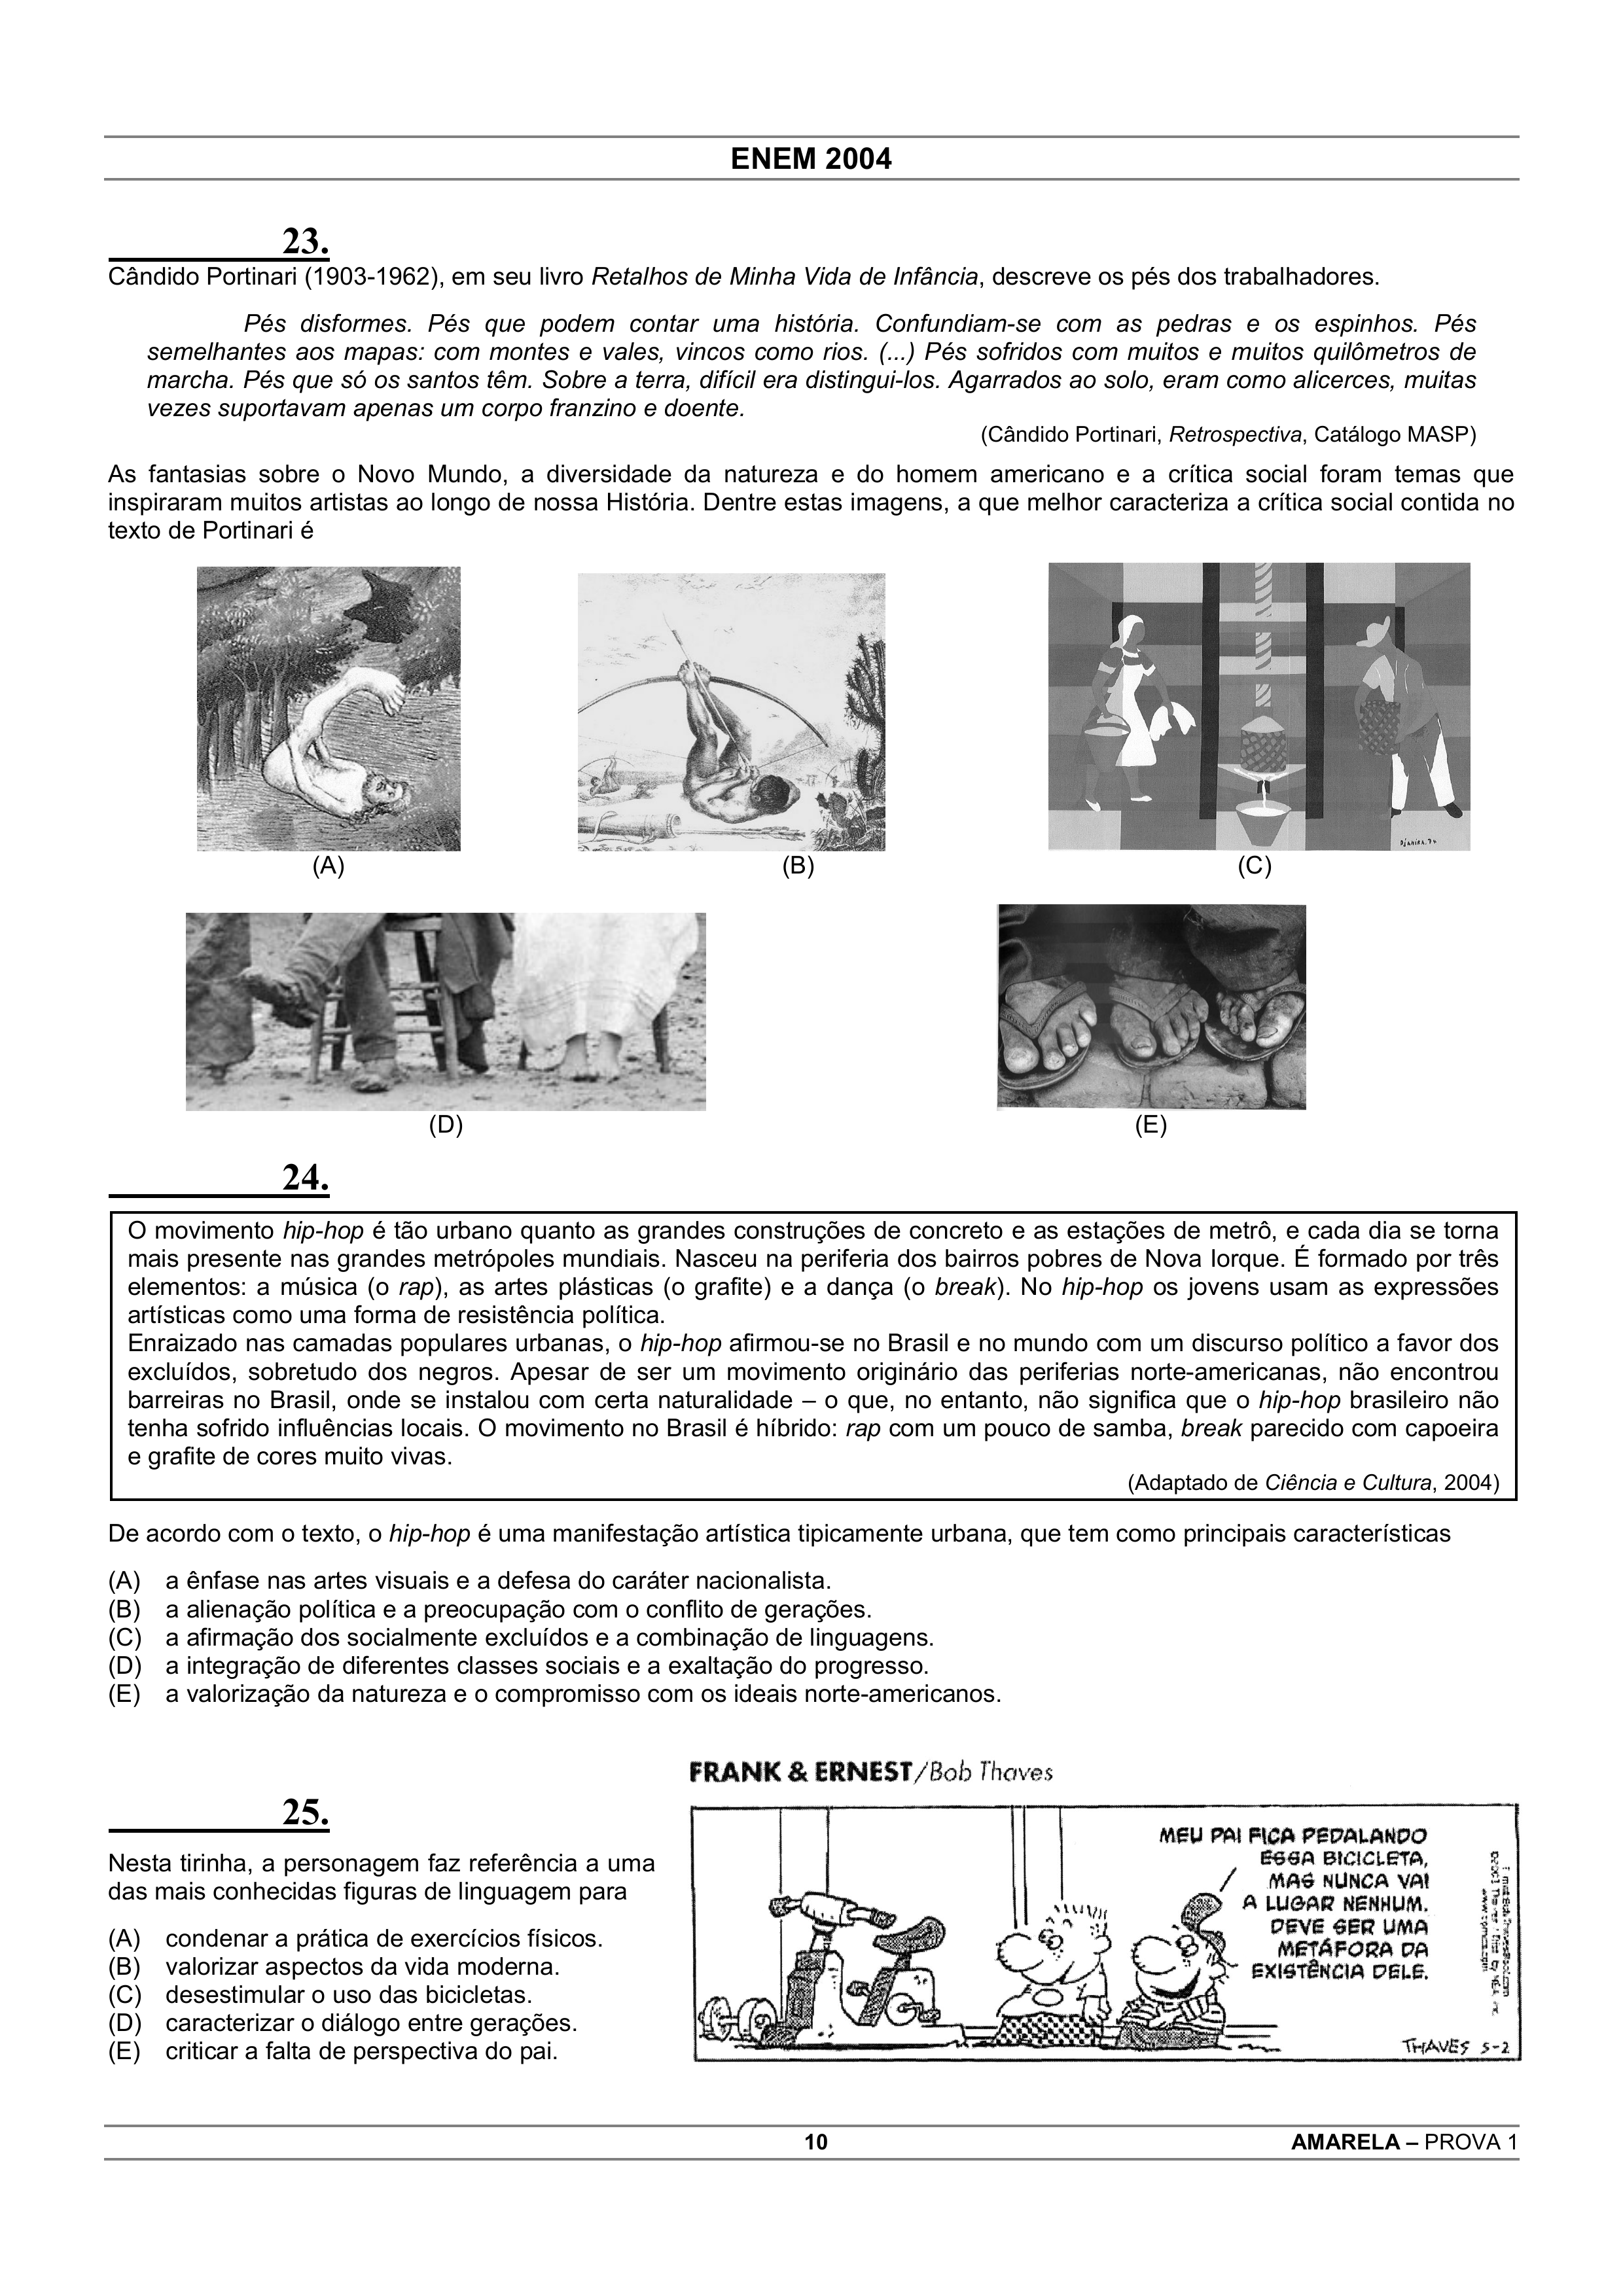 ENEM 2004
23.
Cândido Portinari (1903-1962), em seu livro Retalhos de Minha Vida de Infância, descreve os pés dos trabalhadores.
Pés disformes. Pés que podem contar uma história. Confundiam-se com as pedras e os espinhos. Pés
semelhantes aos mapas: com montes e vales, vincos como rios. (...) Pés sofridos com muitos e muitos quilômetros de
marcha. Pés que só os santos têm. Sobre a terra, difícil era distingui-los. Agarrados ao solo, eram como alicerces, muitas
vezes suportavam apenas um corpo franzino e doente.
(Cândido Portinari, Retrospectiva, Catálogo MASP)
As fantasias sobre o Novo Mundo, a diversidade da natureza e do homem americano e a crítica social foram temas que
inspiraram muitos artistas ao longo de nossa História. Dentre estas imagens, a que melhor caracteriza a crítica social contida no
texto de Portinari é
Djanira.74
(A)
(B)
(C)
(D)
(E)
24.
O movimento hip-hop é tão urbano quanto as grandes construções de concreto e as estações de metrô, e cada dia se torna
mais presente nas grandes metrópoles mundiais. Nasceu na periferia dos bairros pobres de Nova Iorque. É formado por três
elementos: a música (o rap), as artes plásticas (o grafite) e a dança (o break). No hip-hop os jovens usam as expressões
artísticas como uma forma de resistência política.
Enraizado nas camadas populares urbanas, o hip-hop afirmou-se no Brasil e no mundo com um discurso político a favor dos
excluídos, sobretudo dos negros. Apesar de ser um movimento originário das periferias norte-americanas, não encontrou
barreiras no Brasil, onde se instalou com certa naturalidade – o que, no entanto, não significa que o hip-hop brasileiro não
tenha sofrido influências locais. O movimento no Brasil é híbrido: rap com um pouco de samba, break parecido com capoeira
e grafite de cores muito vivas.
(Adaptado de Ciência e Cultura, 2004)
De acordo com o texto, o hip-hop é uma manifestação artística tipicamente urbana, que tem como principais características
(A) a ênfase nas artes visuais e a defesa do caráter nacionalista.
(B) a alienação política e a preocupação com o conflito de gerações.
(C) a afirmação dos socialmente excluídos e a combinação de linguagens.
(D) a integração de diferentes classes sociais e a exaltação do progresso.
(E) a valorização da natureza e o compromisso com os ideais norte-americanos.
25.
Nesta tirinha, a personagem faz referência a uma
das mais conhecidas figuras de linguagem para
(A) condenar a prática de exercícios físicos.
(B) valorizar aspectos da vida moderna.
(C) desestimular o uso das bicicletas.
(D) caracterizar o diálogo entre gerações.
(E) criticar a falta de perspectiva do pai.
FRANK & ERNEST/Bob Thaves
MEU PAI FICA PEDALANDO
ESSA BICICLETA,
MAS NUNCA VAI
A LUGAR NENHUM.
DEVE SER UMA
METÁFORA DA
EXISTÊNCIA DELE.
THAVES 5-2
10
AMARELA – PROVA 1